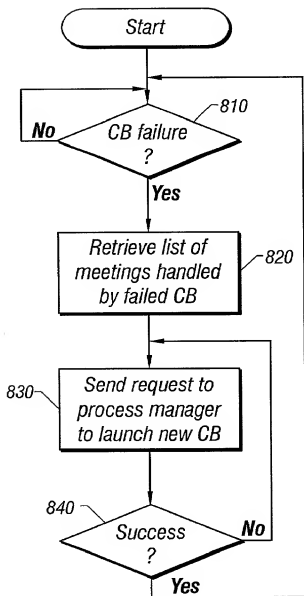 Start
810
CB failure
?
No
Yes
Retrieve list of
meetings handled
by failed CB
820
830
Send request to
process manager
to launch new CB
840
Success
?
No
Yes